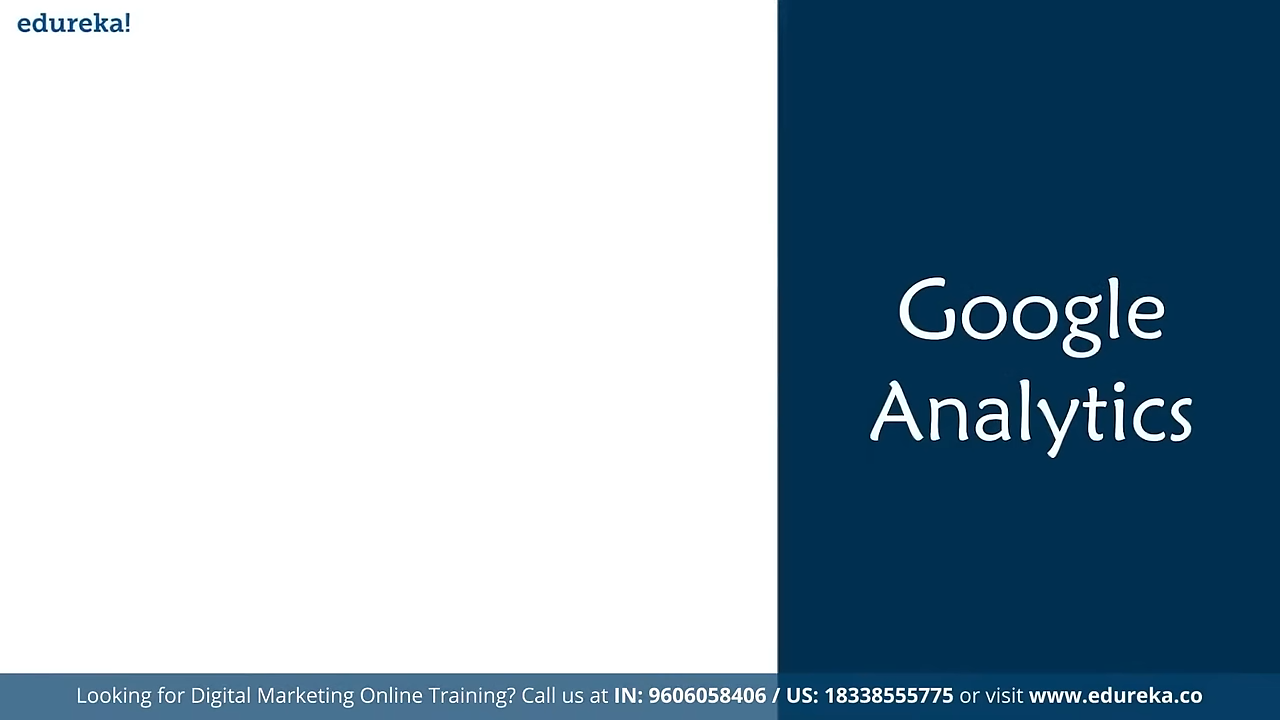 edureka!
Google
Analytics
Looking for Digital Marketing Online Training? Call us at IN: 9606058406 / US: 18338555775 or visit www.edureka.co